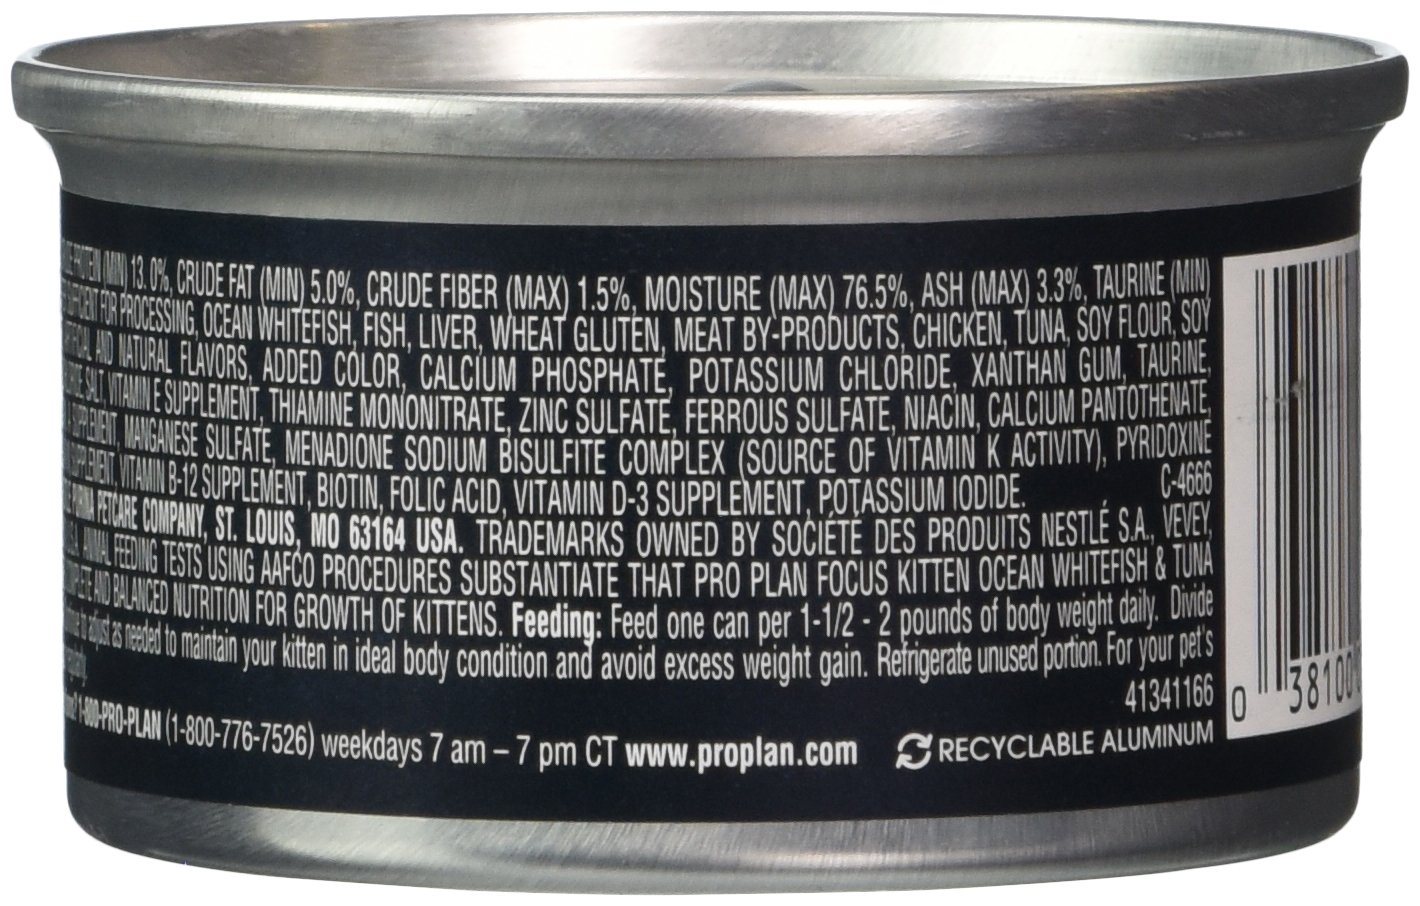 PROTEIN (MIN) 13. 0%, CRUDE FAT (MIN) 5.0%, CRUDE FIBER (MAX) 1.5%, MOISTURE (MAX) 76.5%, ASH (MAX) 3.3%, TAURINE (MIN)
FOR PROCESSING, OCEAN WHITEFISH, FISH, LIVER, WHEAT GLUTEN, MEAT BY-PRODUCTS, CHICKEN, TUNA, SOY FLOUR, SOY
AND NATURAL FLAVORS, ADDED COLOR, CALCIUM PHOSPHATE, POTASSIUM CHLORIDE, XANTHAN GUM, TAURINE,
SALT, VITAMIN E SUPPLEMENT, THIAMINE MONONITRATE, ZINC SULFATE, FERROUS SULFATE, NIACIN, CALCIUM PANTOTHENATE,
SUPPLEMENT, MANGANESE SULFATE, MENADIONE SODIUM BISULFITE COMPLEX (SOURCE OF VITAMIN K ACTIVITY), PYRIDOXINE
SUPPLEMENT, VITAMIN B-12 SUPPLEMENT, BIOTIN, FOLIC ACID, VITAMIN D-3 SUPPLEMENT, POTASSIUM IODIDE. C-4666
PURINA PETCARE COMPANY, ST. LOUIS, MO 63164 USA. TRADEMARKS OWNED BY SOCIÉTÉ DES PRODUITS NESTLÉ S.A., VEVEY,
ANIMAL FEEDING TESTS USING AAFCO PROCEDURES SUBSTANTIATE THAT PRO PLAN FOCUS KITTEN OCEAN WHITEFISH & TUNA
AND BALANCED NUTRITION FOR GROWTH OF KITTENS. Feeding: Feed one can per 1-1/2 - 2 pounds of body weight daily. Divide
to adjust as needed to maintain your kitten in ideal body condition and avoid excess weight gain. Refrigerate unused portion. For your pet's
41341166
1-800-PRO-PLAN (1-800-776-7526) weekdays 7 am – 7 pm CT www.proplan.com RECYCLABLE ALUMINUM
0 38100